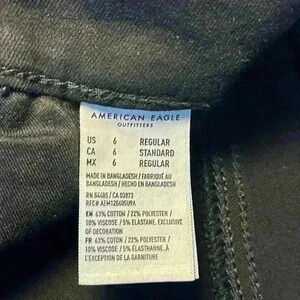 AMERICAN EAGLE
OUTFITTERS
US 6 REGULAR
CA 6 STANDARD
MX 6 REGULAR
MADE IN BANGLADESH / FABRIQUÉ AU
BANGLADESH / HECHO EN BANGLADESH
RN 54485 / CA 03873
EN 63% COTTON / 22% POLYESTER /
10% VISCOSE / 5% ELASTANE. EXCLUSIVE
OF DECORATION
FR 63% COTON / 22% POLYESTER /
10% VISCOSE / 5% ÉLASTHANNE. À
L'EXCEPTION DE LA GARNITURE